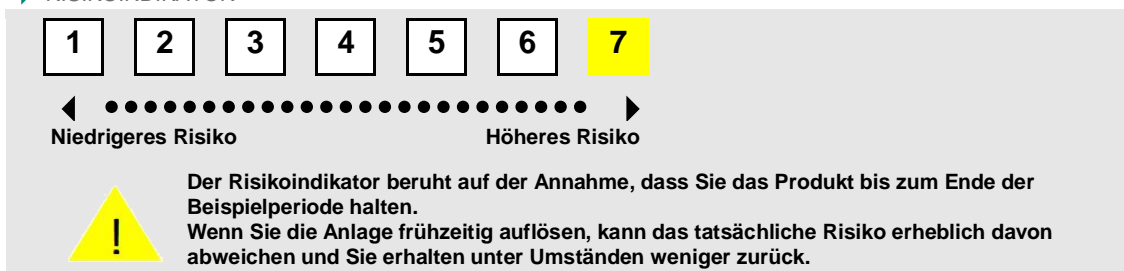 RISIKOINDIKATOR
1 2 3 4 5 6 7
Niedrigeres Risiko Höheres Risiko
Der Risikoindikator beruht auf der Annahme, dass Sie das Produkt bis zum Ende der
Beispielperiode halten.
! Wenn Sie die Anlage frühzeitig auflösen, kann das tatsächliche Risiko erheblich davon
abweichen und Sie erhalten unter Umständen weniger zurück.